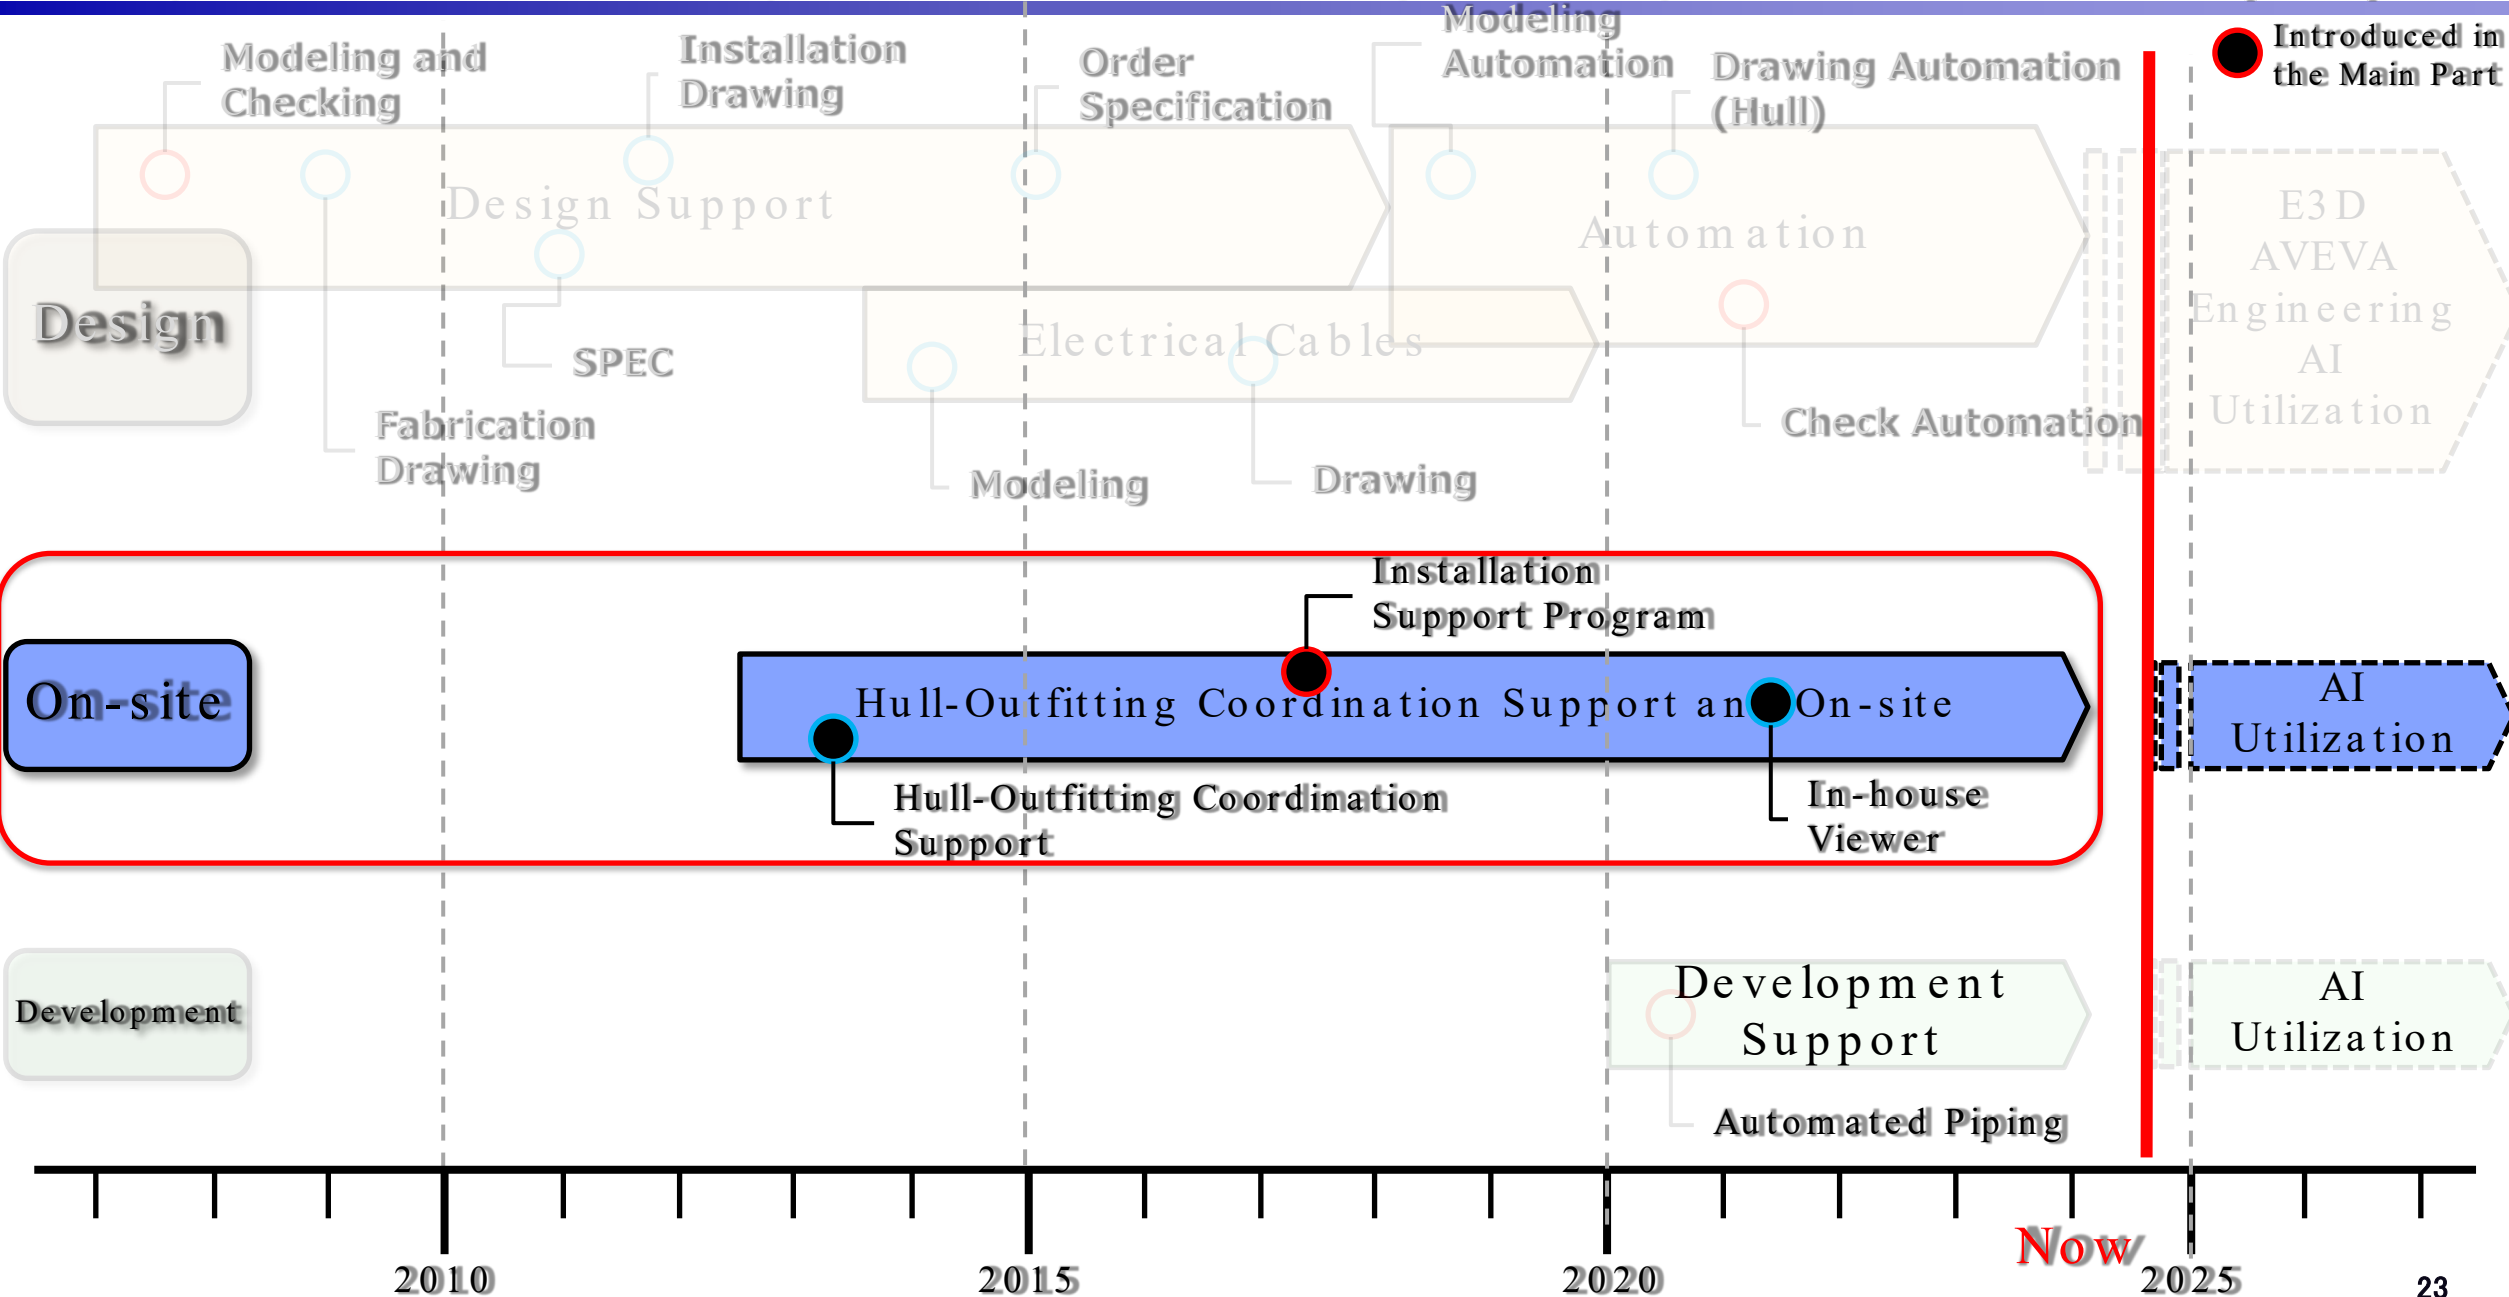 Introduced in
the Main Part
Modeling and
Checking
Installation
Drawing
Order
Specification
Modeling
Automation
Drawing Automation
(Hull)
Design Support
Automation
E3D
AVEVA
Engineering
AI
Utilization
Design
Electrical Cables
SPEC
Fabrication
Drawing
Modeling
Drawing
Check Automation
Installation
Support Program
On-site
Hull-Outfitting Coordination Support an On-site
AI
Utilization
Hull-Outfitting Coordination
Support
In-house
Viewer
Development
Development
Support
AI
Utilization
Automated Piping
Now
2010
2015
2020
2025
23